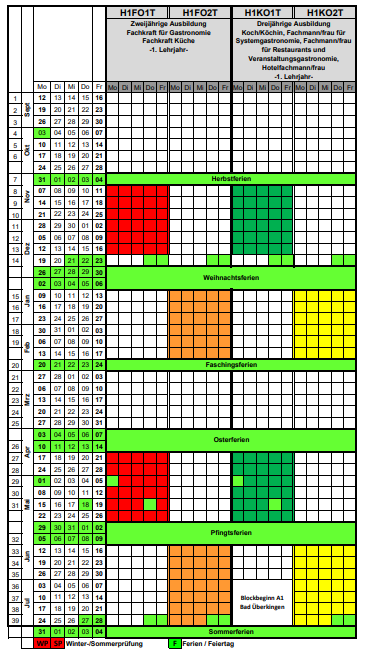 H1FO1T H1FO2T H1KO1T H1KO2T
Zweijährige Ausbildung
Fachkraft für Gastronomie
Fachkraft Küche
-1. Lehrjahr-
Dreijährige Ausbildung
Koch/Köchin, Fachmann/frau für
Systemgastronomie, Fachmann/frau
für Restaurants und
Veranstaltungsgastronomie,
Hotelfachmann/frau
-1. Lehrjahr-
Mo Di Mi Do Fr Mo Di Mi Do Fr Mo Di Mi Do Fr Mo Di Mi Do Fr Mo Di Mi Do Fr
Sept
1 12 13 14 15 16
2 19 20 21 22 23
3 26 27 28 29 30
Okt
4 03 04 05 06 07
5 10 11 12 13 14
6 17 18 19 20 21
24 25 26 27 28
7 31 01 02 03 04 Herbstferien
Nov
8 07 08 09 10 11
9 14 15 16 17 18
10 21 22 23 24 25
11 28 29 30 01 02
Dez
12 05 06 07 08 09
13 12 13 14 15 16
14 19 20 21 22 23
26 27 28 29 30
Weihnachtsferien
02 03 04 05 06
Jan
15 09 10 11 12 13
16 16 17 18 19 20
17 23 24 25 26 27
18 30 31 01 02 03
Feb
19 06 07 08 09 10
13 14 15 16 17
20 20 21 22 23 24 Faschingsferien
21 27 28 01 02 03
Mrz
22 06 07 08 09 10
23 13 14 15 16 17
24 20 21 22 23 24
25 27 28 29 30 31
03 04 05 06 07
Osterferien
Apr
26 10 11 12 13 14
27 17 18 19 20 21
28 24 25 26 27 28
29 01 02 03 04 05
Mai
30 08 09 10 11 12
31 15 16 17 18 19
22 23 24 25 26
29 30 31 01 02
Pfingstferien
32 05 06 07 08 09
Jun
33 12 13 14 15 16
34 19 20 21 22 23
35 26 27 28 29 30
Jul
36 03 04 05 06 07
37 10 11 12 13 14
Blockbeginn A1
Bad Überkingen
38 17 18 19 20 21
39 24 25 26 27 28
31 01 02 03 04 Sommerferien
WP SP Winter-/Sommerprüfung F Ferien / Feiertag